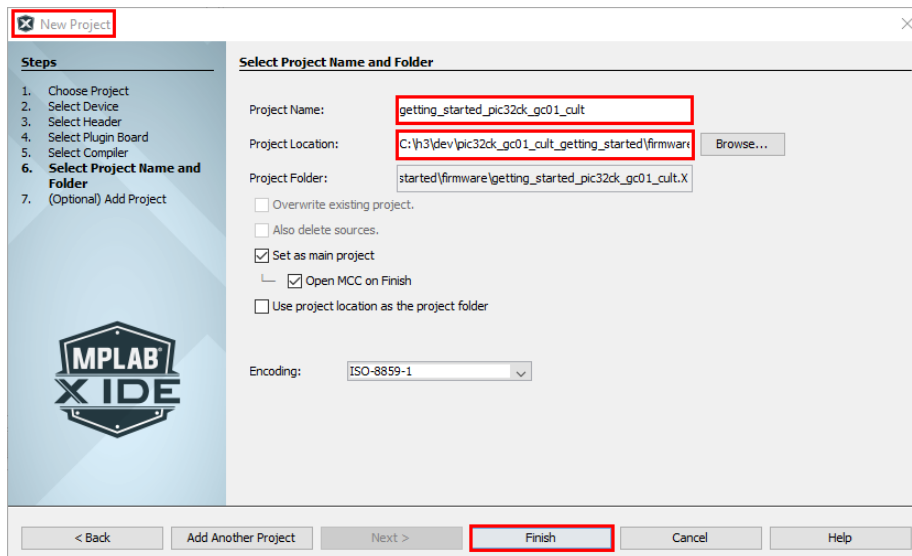 New Project
Steps
1. Choose Project
2. Select Device
3. Select Header
4. Select Plugin Board
5. Select Compiler
6. Select Project Name and
Folder
7. (Optional) Add Project
MPLAB
X IDE
Select Project Name and Folder
Project Name: getting_started_pic32ck_gc01_cult
Project Location: C:\h3\dev\pic32ck_gc01_cult_getting_started\firmware Browse...
Project Folder: started\firmware\getting_started_pic32ck_gc01_cult.X
Overwrite existing project.
Also delete sources.
Set as main project
Open MCC on Finish
Use project location as the project folder
Encoding: ISO-8859-1
< Back Add Another Project Next > Finish Cancel Help